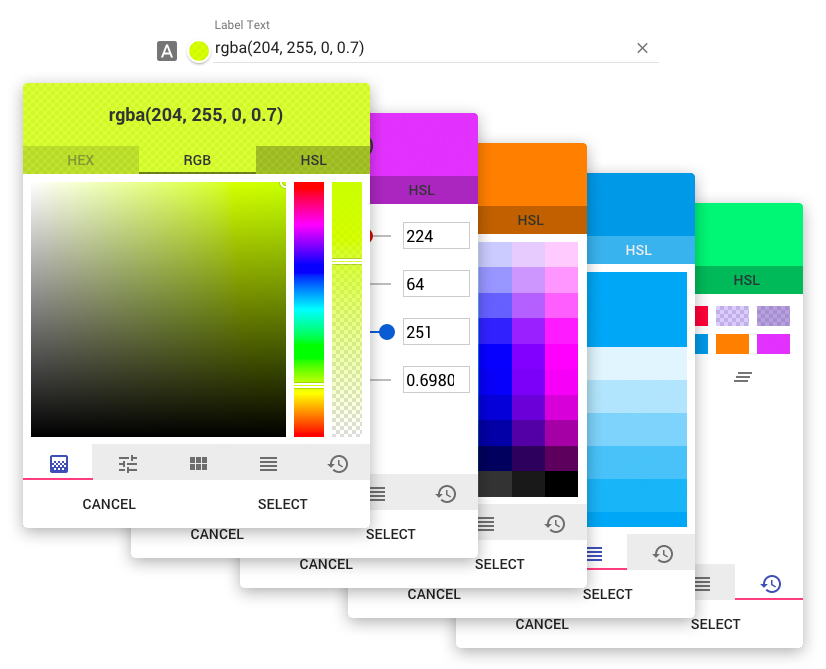 Label Text
A
rgba(204, 255, 0, 0.7)
rgba(204, 255, 0, 0.7)
HEX RGB HSL
CANCEL SELECT
HSL
224
64
251
0.6980
CANCEL SELECT
HSL
CANCEL SELECT
HSL
CANCEL SELECT
HSL
CANCEL SELECT